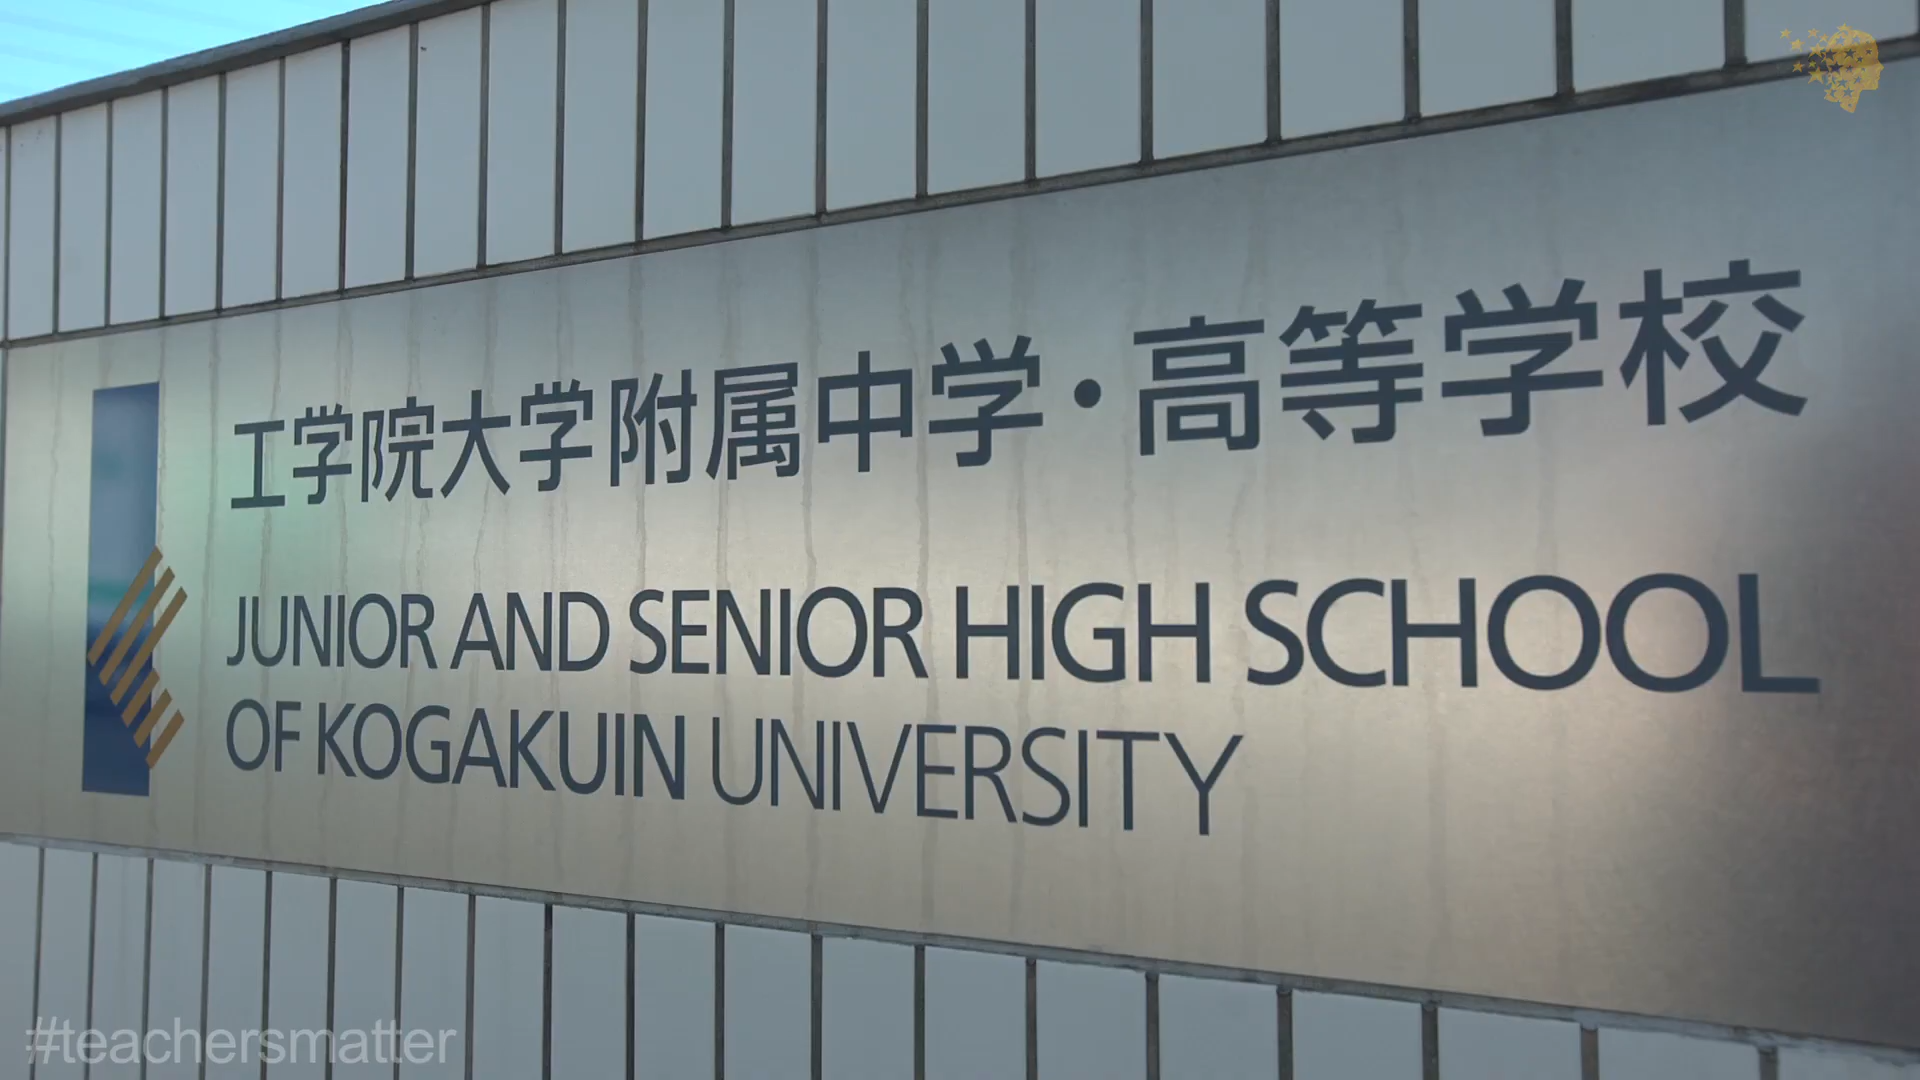 工学院大学附属中学・高等学校
JUNIOR AND SENIOR HIGH SCHOOL
OF KOGAKUIN UNIVERSITY
#teachersmatter